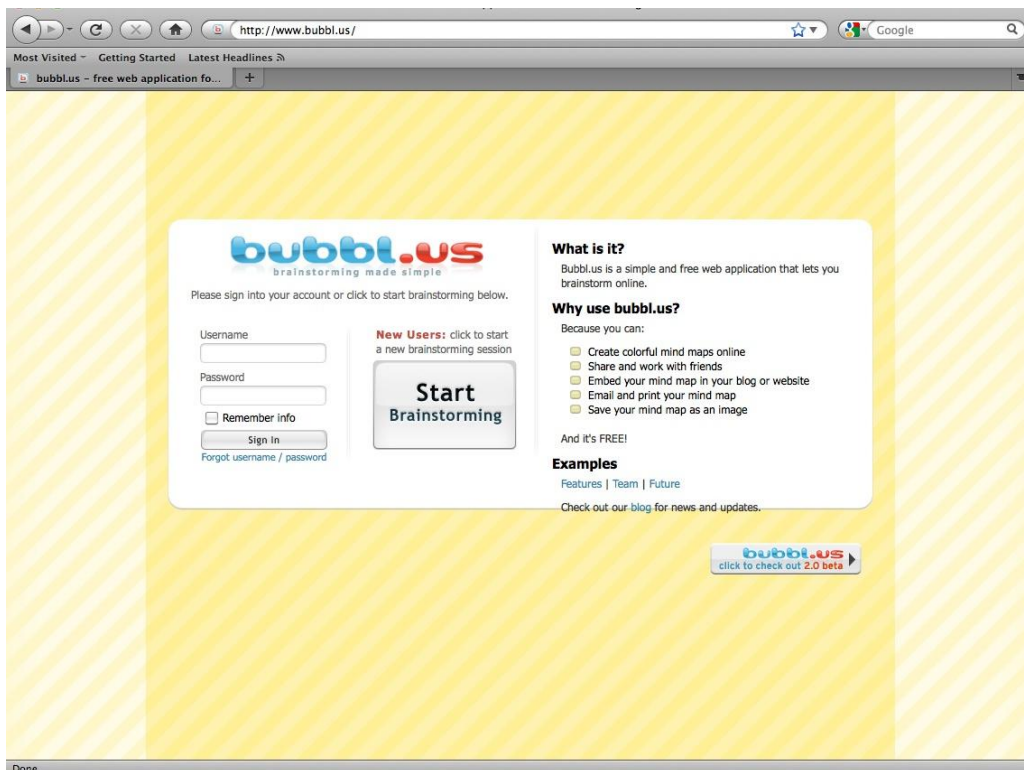 http://www.bubbl.us/
Google
Most Visited Getting Started Latest Headlines
bubbl.us – free web application fo...
+
bubbl.us
brainstorming made simple
Please sign into your account or click to start brainstorming below.
Username
Password
Remember info
Sign In
Forgot username / password
New Users: click to start
a new brainstorming session
Start
Brainstorming
What is it?
Bubbl.us is a simple and free web application that lets you
brainstorm online.
Why use bubbl.us?
Because you can:
Create colorful mind maps online
Share and work with friends
Embed your mind map in your blog or website
Email and print your mind map
Save your mind map as an image
And it's FREE!
Examples
Features | Team | Future
Check out our blog for news and updates.
bubbl.us
click to check out 2.0 beta
Done